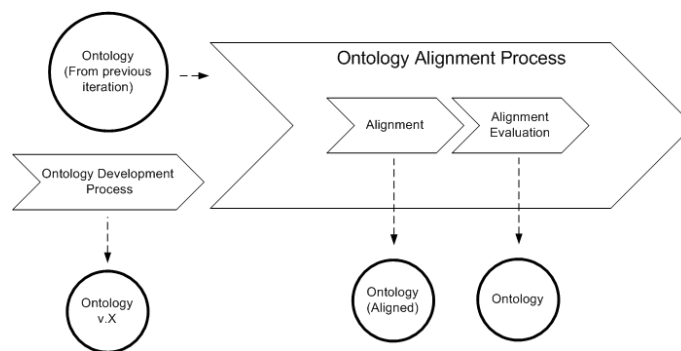 Ontology
(From previous
iteration)
Ontology Alignment Process
Alignment
Alignment
Evaluation
Ontology Development
Process
Ontology
v.X
Ontology
(Aligned)
Ontology